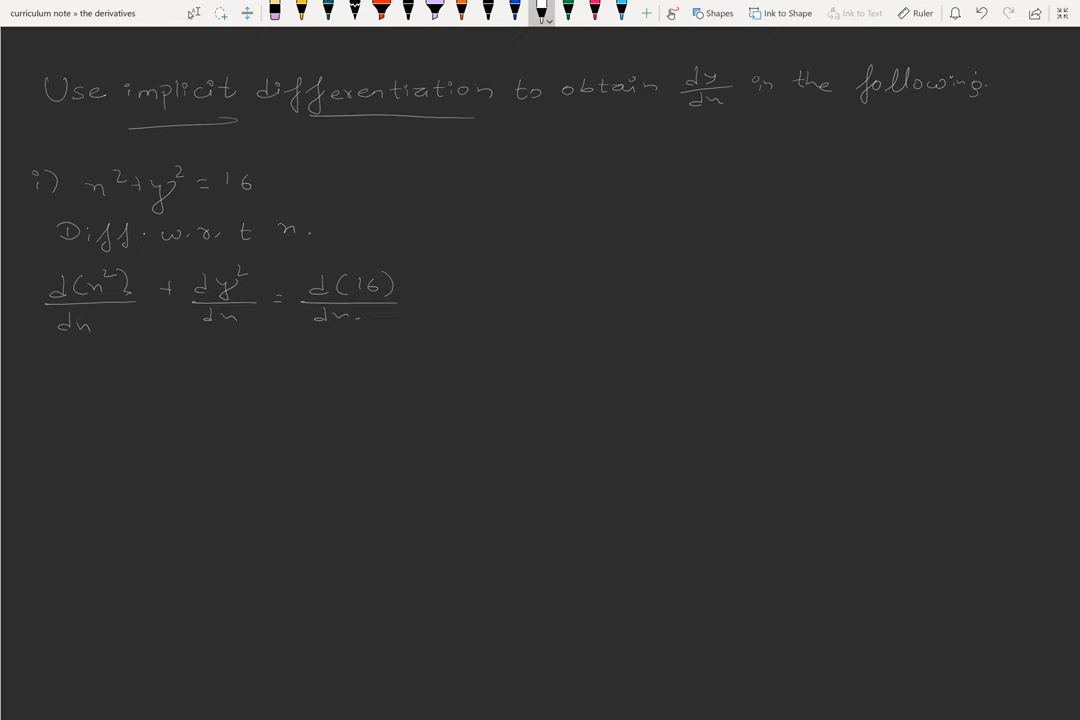 curriculum note » the derivatives
Shapes Ink to Shape Ink to Text Ruler
Use implicit differentiation to obtain dy/dx in the following.
i) x² + y² = 16
Diff. w.r.t x.
d(x²)/dx + dy²/dx = d(16)/dx.